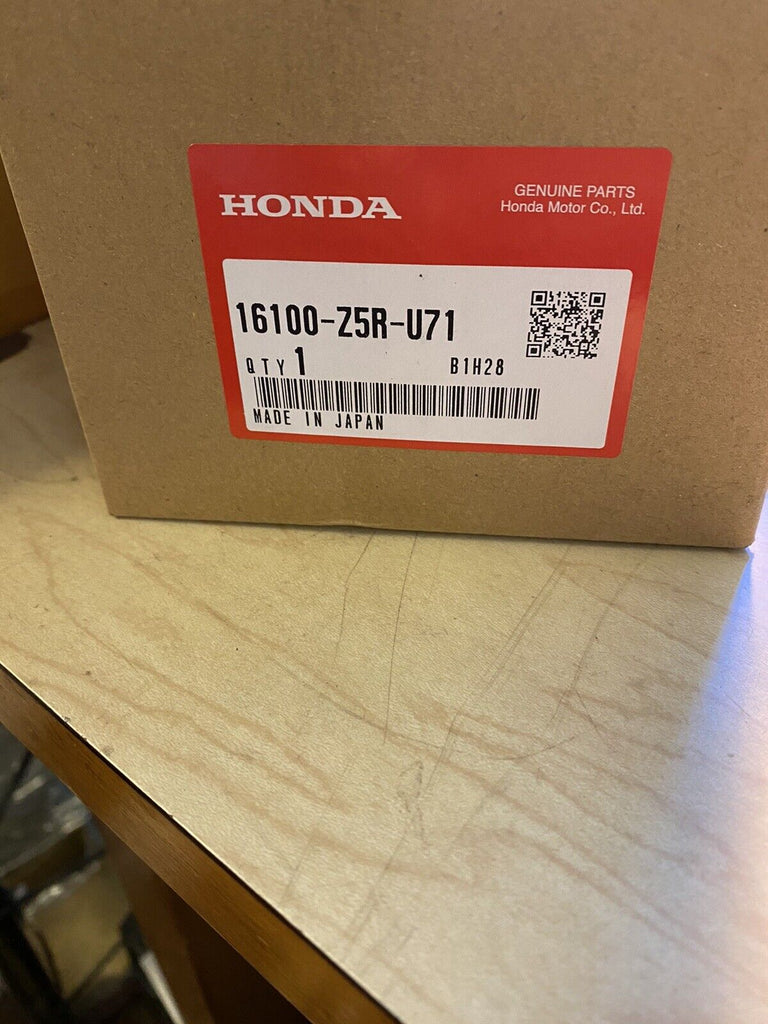 HONDA
GENUINE PARTS
Honda Motor Co., Ltd.
16100-Z5R-U71
QTY 1
B1H28
MADE IN JAPAN